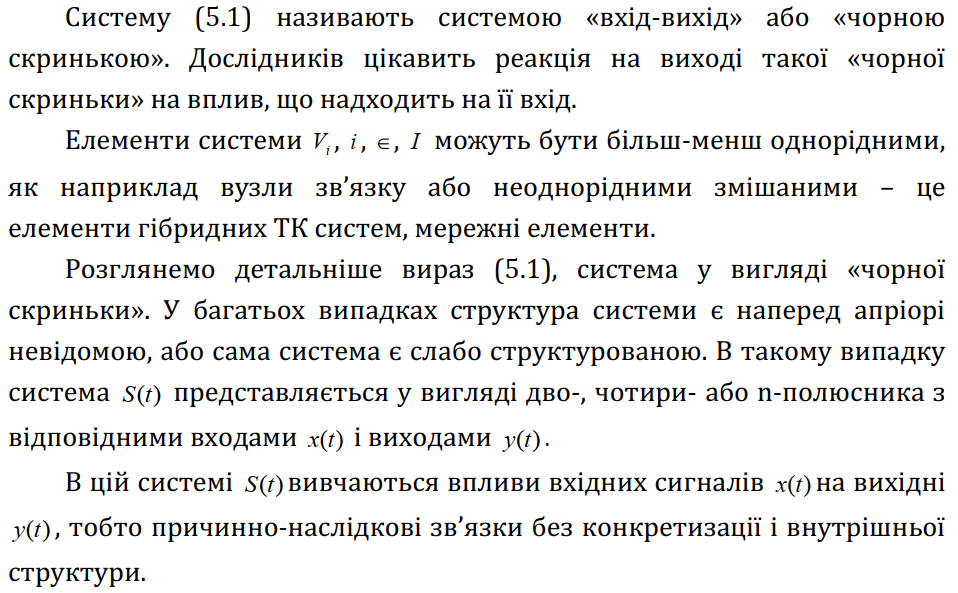 Систему (5.1) називають системою «вхід-вихід» або «чорною
скринькою». Дослідників цікавить реакція на виході такої «чорної
скриньки» на вплив, що надходить на її вхід.
Елементи системи Vᵢ, i, ∈, I можуть бути більш-менш однорідними,
як наприклад вузли зв’язку або неоднорідними змішаними – це
елементи гібридних ТК систем, мережні елементи.
Розглянемо детальніше вираз (5.1), система у вигляді «чорної
скриньки». У багатьох випадках структура системи є наперед апріорі
невідомою, або сама система є слабо структурованою. В такому випадку
система S(t) представляється у вигляді дво-, чотири- або n-полюсника з
відповідними входами x(t) і виходами y(t).
В цій системі S(t) вивчаються впливи вхідних сигналів x(t) на вихідні
y(t), тобто причинно-наслідкові зв’язки без конкретизації і внутрішньої
структури.